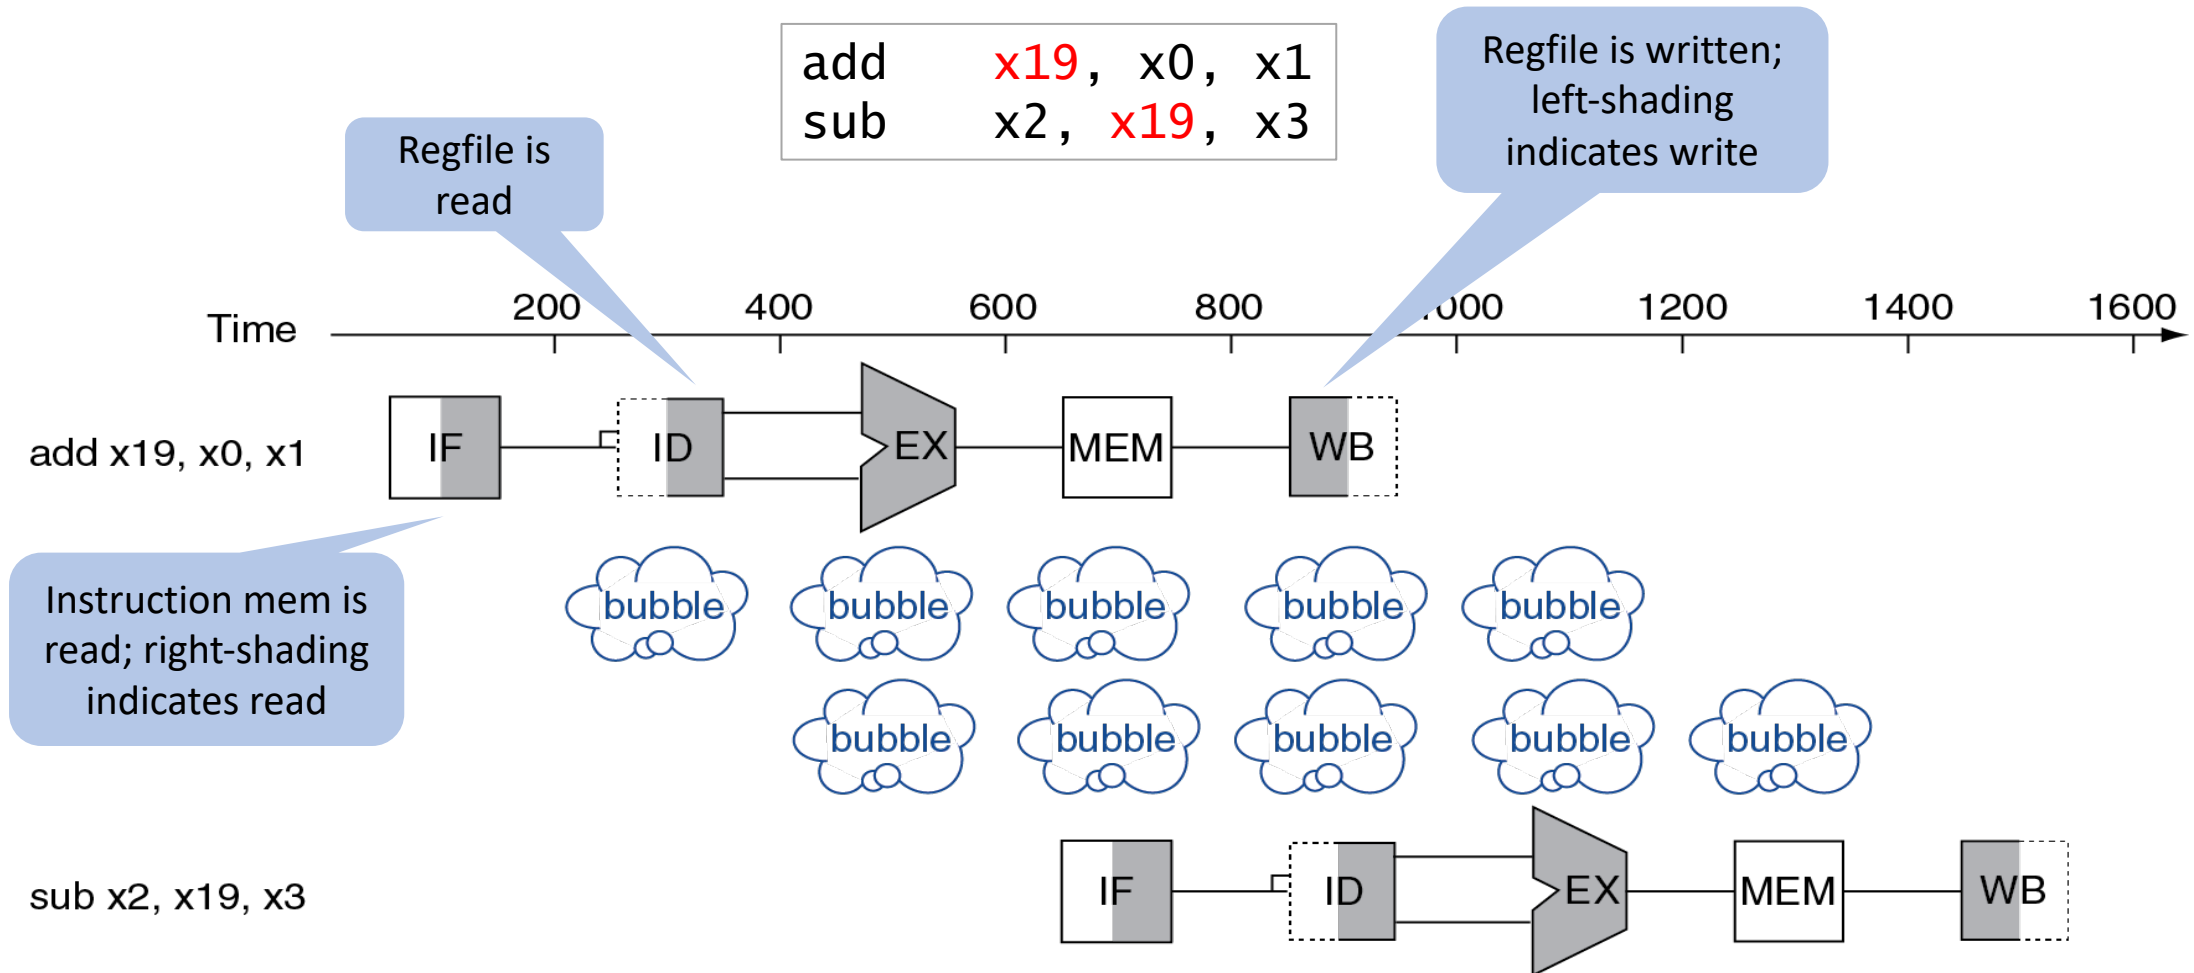 add x19, x0, x1
sub x2, x19, x3
Regfile is
read
Regfile is written;
left-shading
indicates write
Time 200 400 600 800 1000 1200 1400 1600
add x19, x0, x1 IF ID EX MEM WB
Instruction mem is
read; right-shading
indicates read
bubble bubble bubble bubble bubble
bubble bubble bubble bubble bubble
sub x2, x19, x3 IF ID EX MEM WB